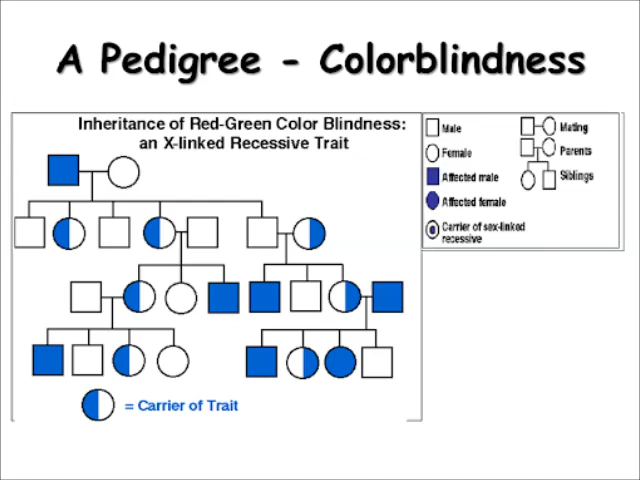 A Pedigree - Colorblindness
Inheritance of Red-Green Color Blindness:
an X-linked Recessive Trait
= Carrier of Trait
Male
Female
Affected male
Affected female
Carrier of sex-linked
recessive
Mating
Parents
Siblings